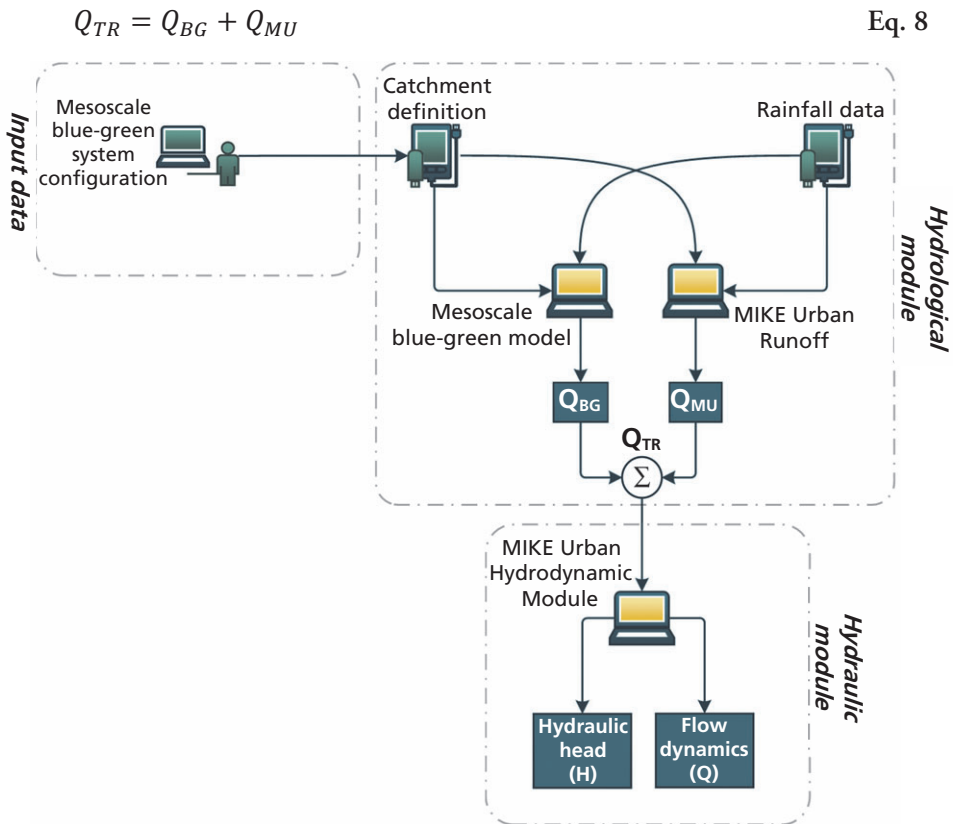 Q_TR = Q_BG + Q_MU
Eq. 8
Input data
Mesoscale
blue-green
system
configuration
Catchment
definition
Rainfall data
Hydrological
module
Mesoscale
blue-green model
MIKE Urban
Runoff
Q_BG
Q_MU
Q_TR
Σ
MIKE Urban
Hydrodynamic
Module
Hydraulic
module
Hydraulic
head
(H)
Flow
dynamics
(Q)